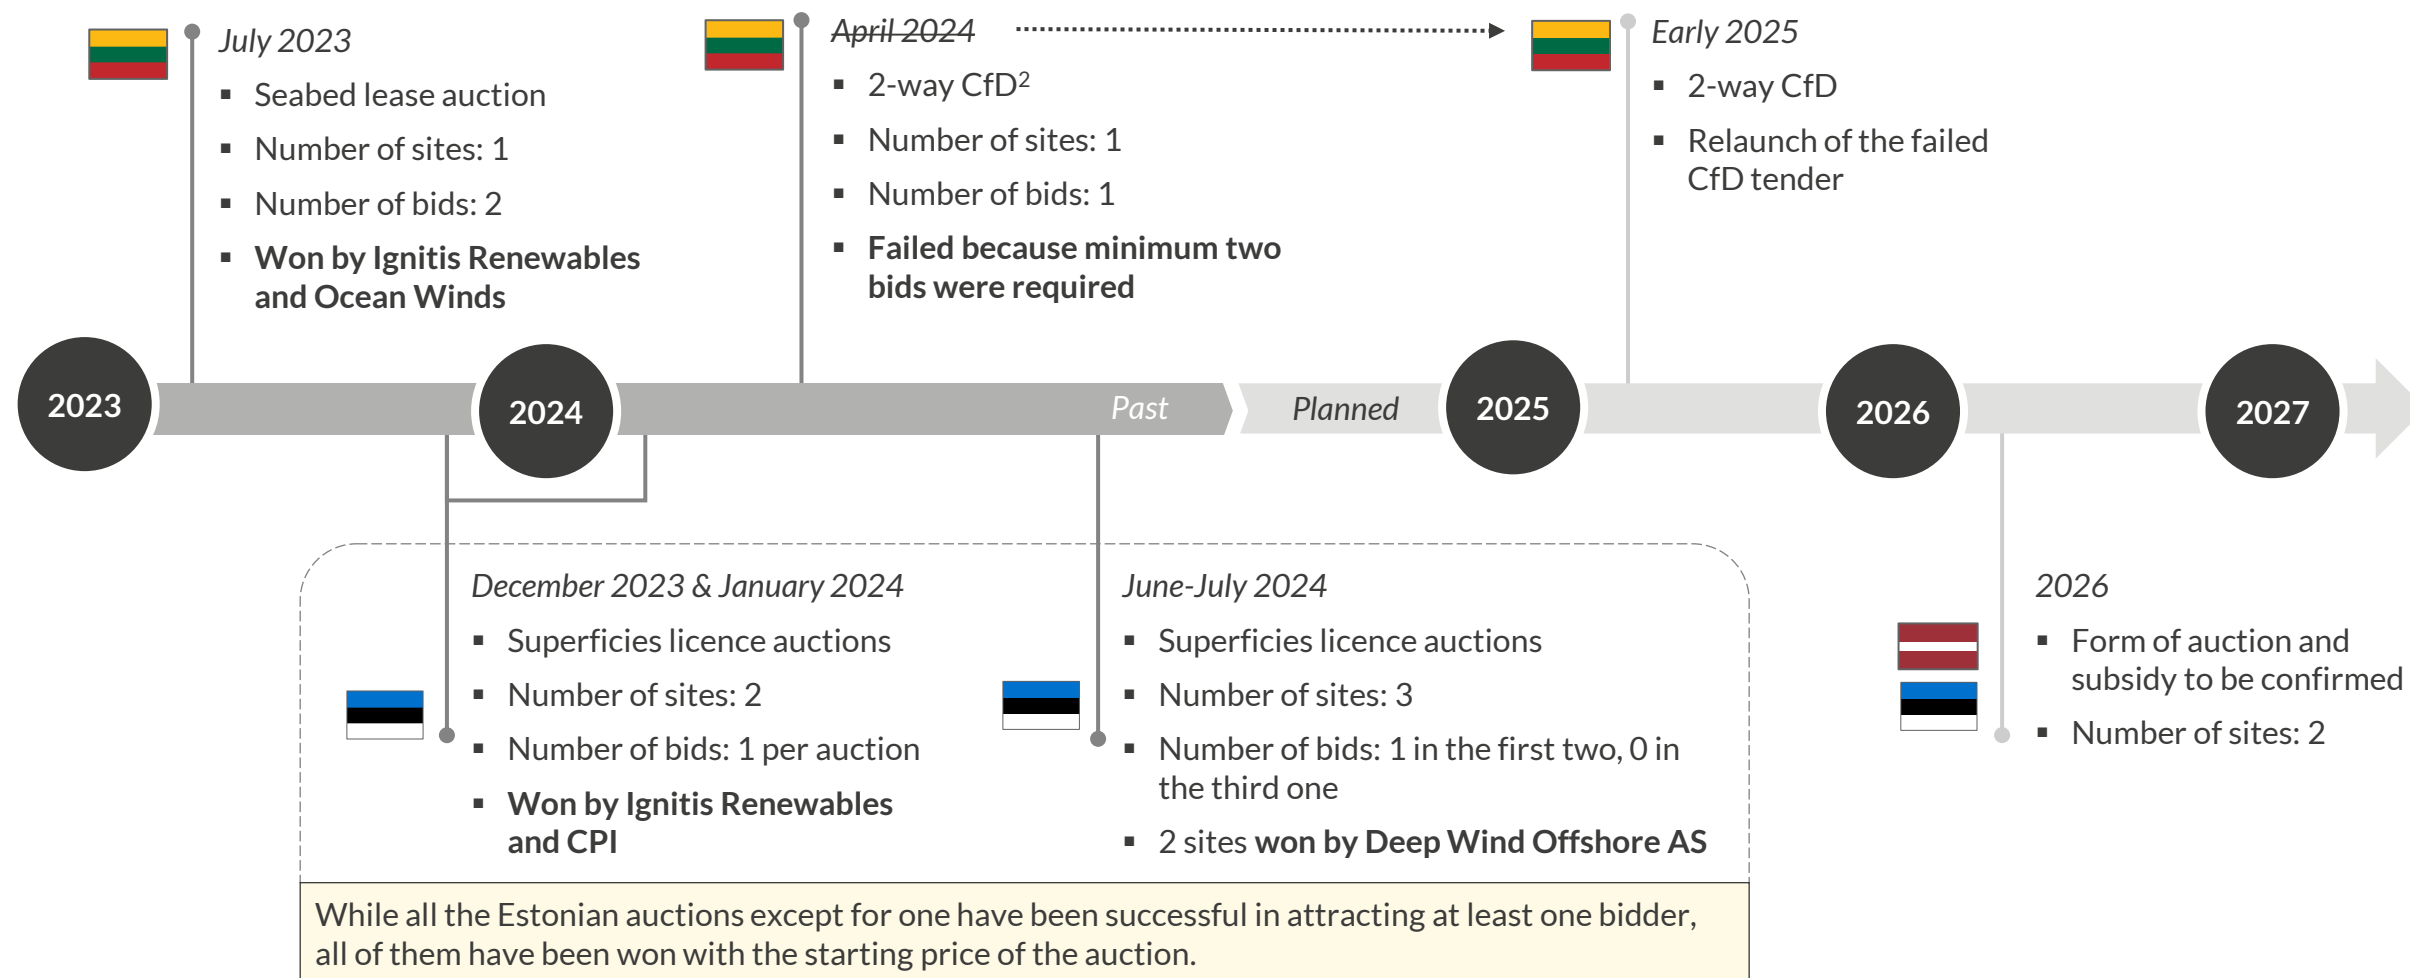 July 2023
▪ Seabed lease auction
▪ Number of sites: 1
▪ Number of bids: 2
▪ Won by Ignitis Renewables
and Ocean Winds
April 2024
▪ 2-way CfD²
▪ Number of sites: 1
▪ Number of bids: 1
▪ Failed because minimum two
bids were required
Early 2025
▪ 2-way CfD
▪ Relaunch of the failed
CfD tender
2023
2024
Past
Planned
2025
2026
2027
December 2023 & January 2024
▪ Superficies licence auctions
▪ Number of sites: 2
▪ Number of bids: 1 per auction
▪ Won by Ignitis Renewables
and CPI
June-July 2024
▪ Superficies licence auctions
▪ Number of sites: 3
▪ Number of bids: 1 in the first two, 0 in
the third one
▪ 2 sites won by Deep Wind Offshore AS
2026
▪ Form of auction and
subsidy to be confirmed
▪ Number of sites: 2
While all the Estonian auctions except for one have been successful in attracting at least one bidder,
all of them have been won with the starting price of the auction.